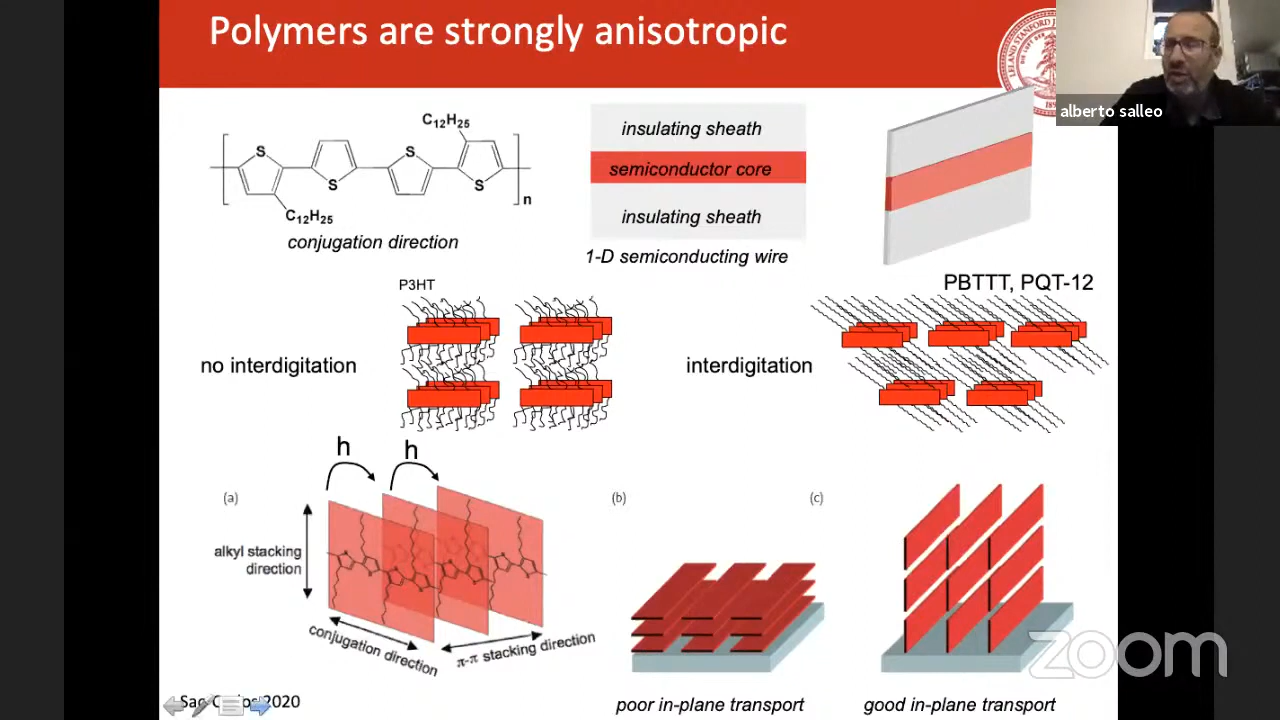 Polymers are strongly anisotropic
alberto salleo
C12H25
S
S
S
S
n
C12H25
conjugation direction
insulating sheath
semiconductor core
insulating sheath
1-D semiconducting wire
P3HT
PBTTT, PQT-12
no interdigitation
interdigitation
h
h
(a)
(b)
(c)
alkyl stacking
direction
conjugation direction
π-π stacking direction
zoom
2020
poor in-plane transport
good in-plane transport